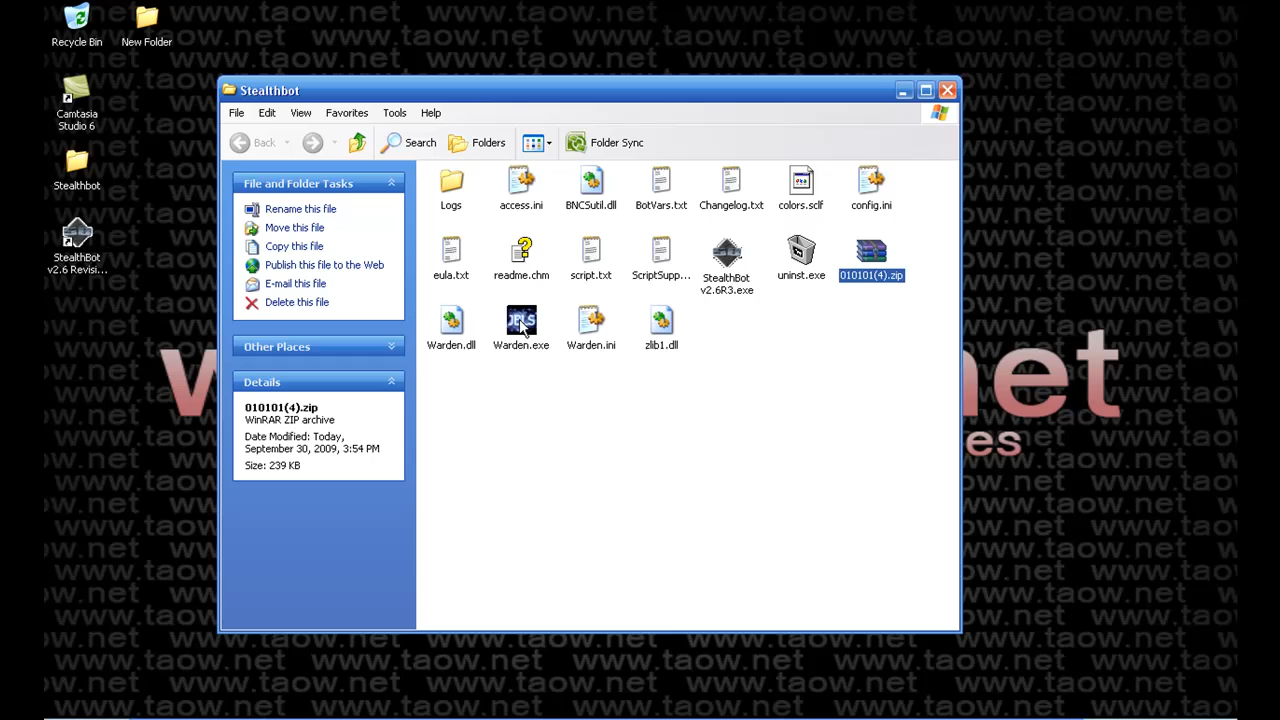 Recycle Bin
New Folder
Camtasia
Studio 6
Stealthbot
StealthBot
v2.6 Revisi...
Stealthbot
File
Edit
View
Favorites
Tools
Help
Back
Search
Folders
Folder Sync
File and Folder Tasks
Rename this file
Move this file
Copy this file
Publish this file to the Web
E-mail this file
Delete this file
Other Places
Details
010101(4).zip
WinRAR ZIP archive
Date Modified: Today,
September 30, 2009, 3:54 PM
Size: 239 KB
Logs
access.ini
BNCSutil.dll
BotVars.txt
Changelog.txt
colors.sclf
config.ini
eula.txt
readme.chm
script.txt
ScriptSupp...
StealthBot
v2.6R3.exe
uninst.exe
010101(4).zip
Warden.dll
JBLS
Warden.exe
Warden.ini
zlib1.dll
www.taow.net